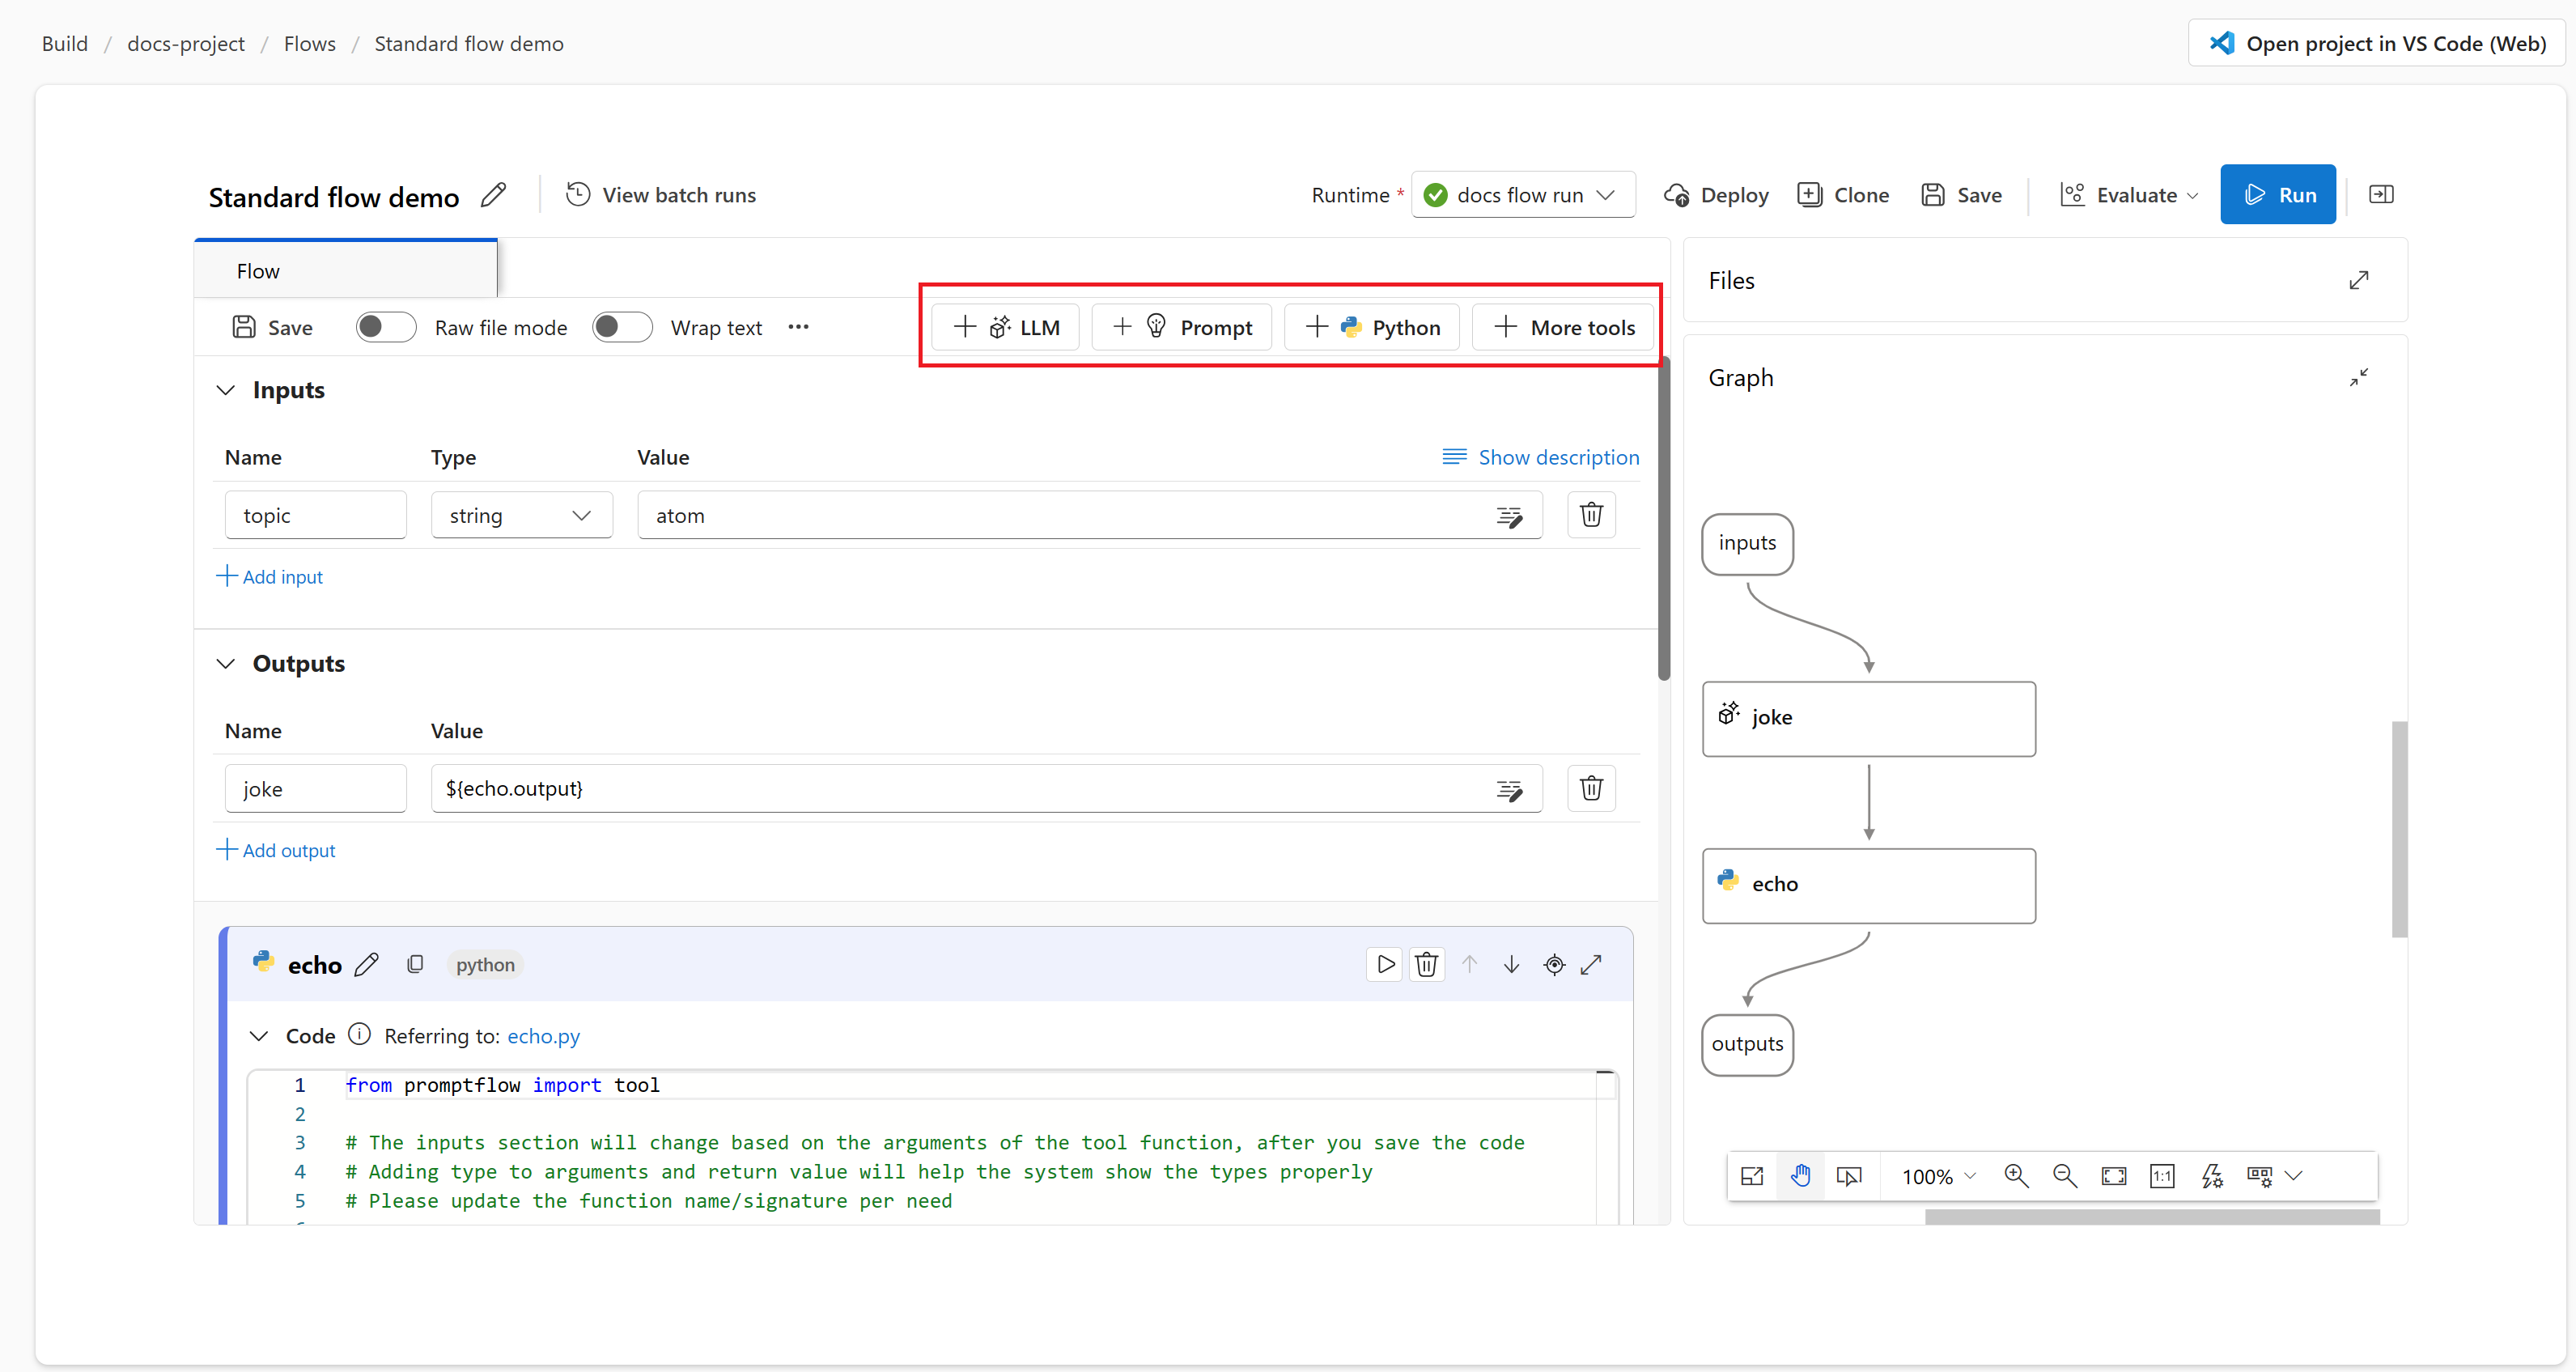 Build / docs-project / Flows / Standard flow demo
Open project in VS Code (Web)
Standard flow demo
View batch runs
Runtime * docs flow run
Deploy
Clone
Save
Evaluate
Run
Flow
Save
Raw file mode
Wrap text
LLM
Prompt
Python
More tools
Inputs
Name Type Value
Show description
topic string atom
Add input
Outputs
Name Value
joke ${echo.output}
Add output
echo python
Code Referring to: echo.py
1 from promptflow import tool
2
3 # The inputs section will change based on the arguments of the tool function, after you save the code
4 # Adding type to arguments and return value will help the system show the types properly
5 # Please update the function name/signature per need
Files
Graph
inputs
joke
echo
outputs
100%
1:1